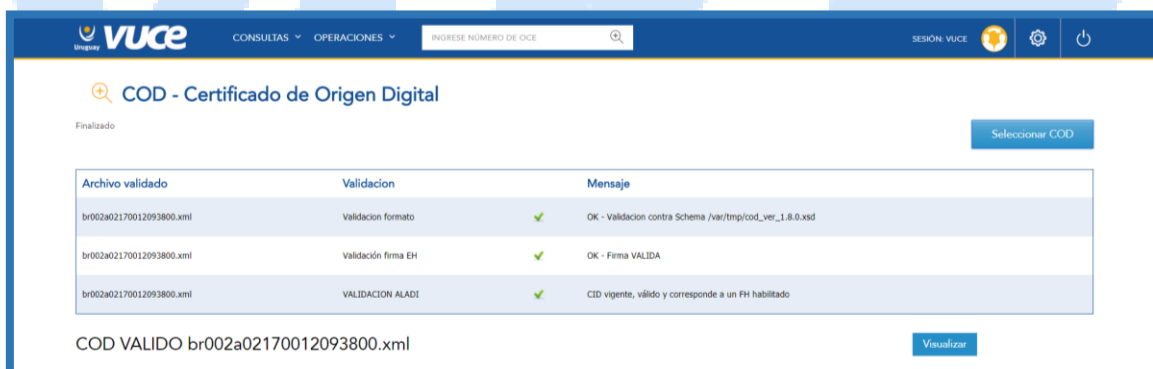 Uruguay VUCE CONSULTAS OPERACIONES INGRESE NÚMERO DE OCE SESIÓN: VUCE
COD - Certificado de Origen Digital
Finalizado
Seleccionar COD
Archivo validado Validacion Mensaje
br002a02170012093800.xml Validacion formato OK - Validacion contra Schema /var/tmp/cod_ver_1.8.0.xsd
br002a02170012093800.xml Validación firma EH OK - Firma VALIDA
br002a02170012093800.xml VALIDACION ALADI CID vigente, válido y corresponde a un FH habilitado
COD VALIDO br002a02170012093800.xml Visualizar